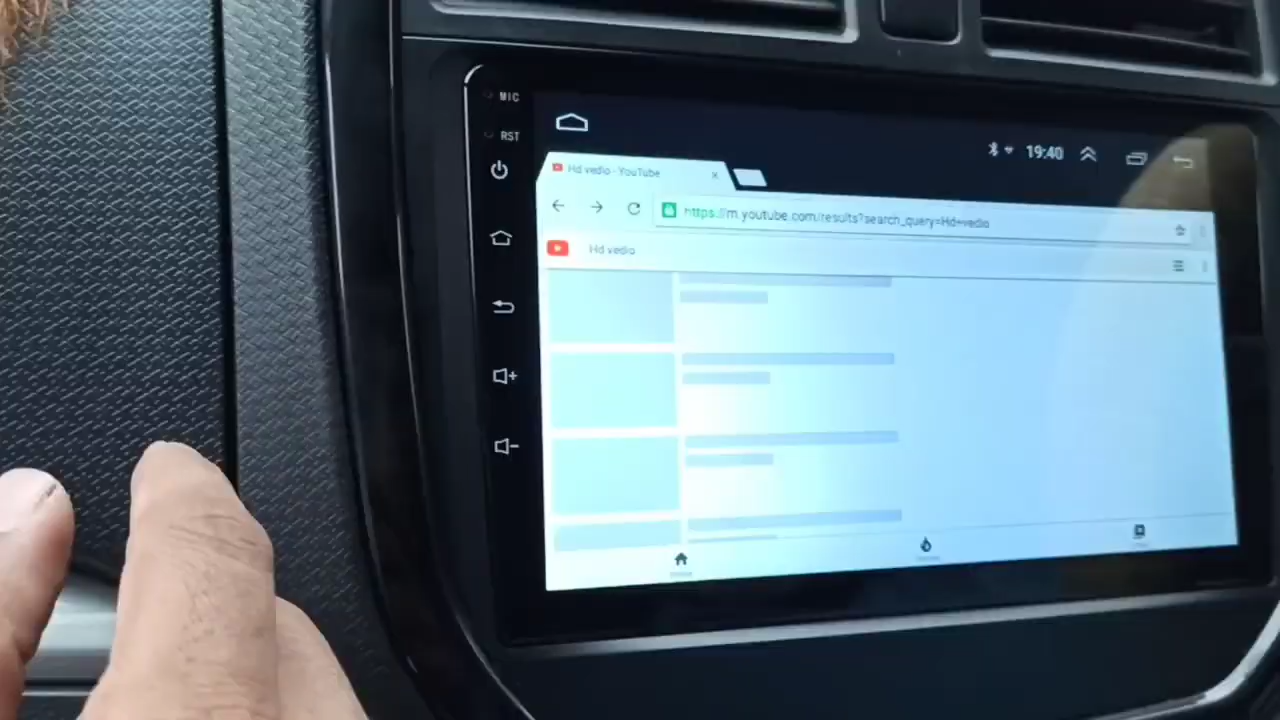 MIC
RST
19:40
Hd vedio - YouTube
https://m.youtube.com/results?search_query=Hd+vedio
Hd vedio